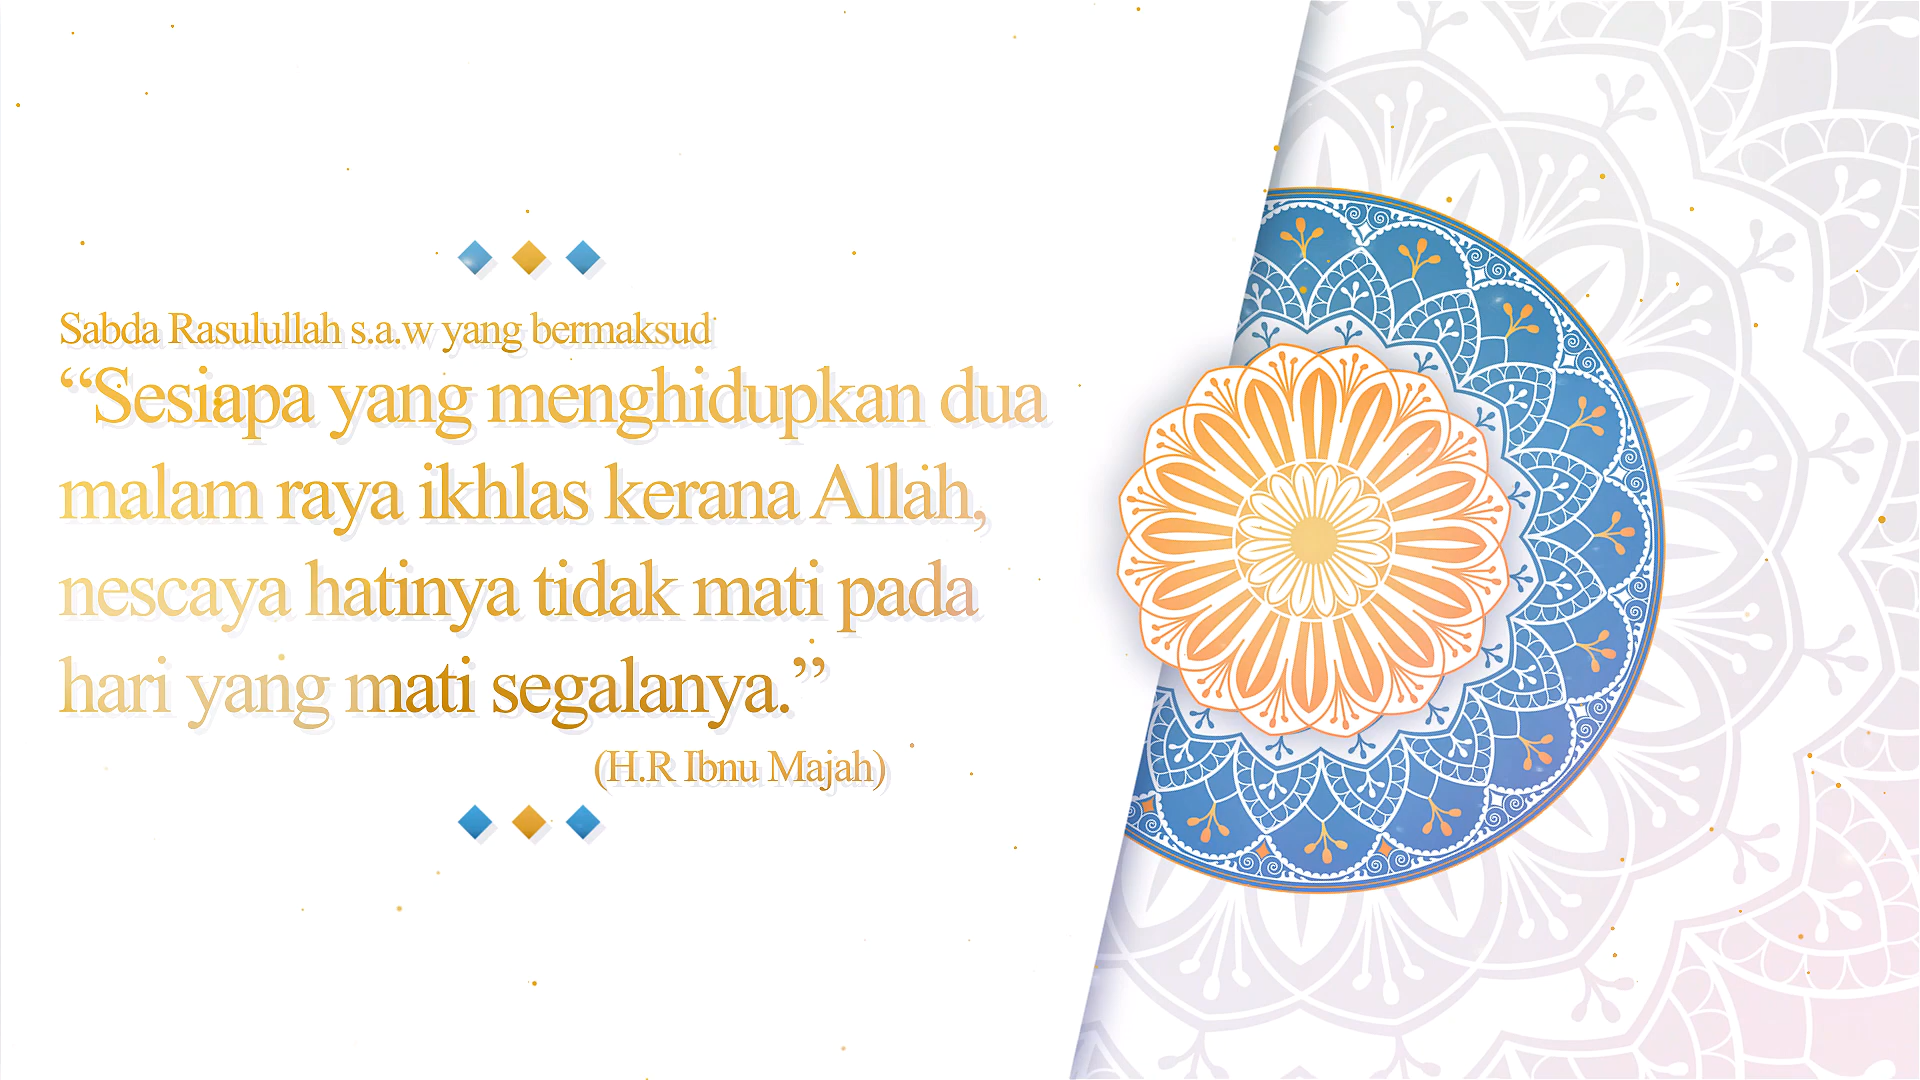 Sabda Rasulullah s.a.w yang bermaksud
“Sesiapa yang menghidupkan dua
malam raya ikhlas kerana Allah,
nescaya hatinya tidak mati pada
hari yang mati segalanya.”
(H.R Ibnu Majah)